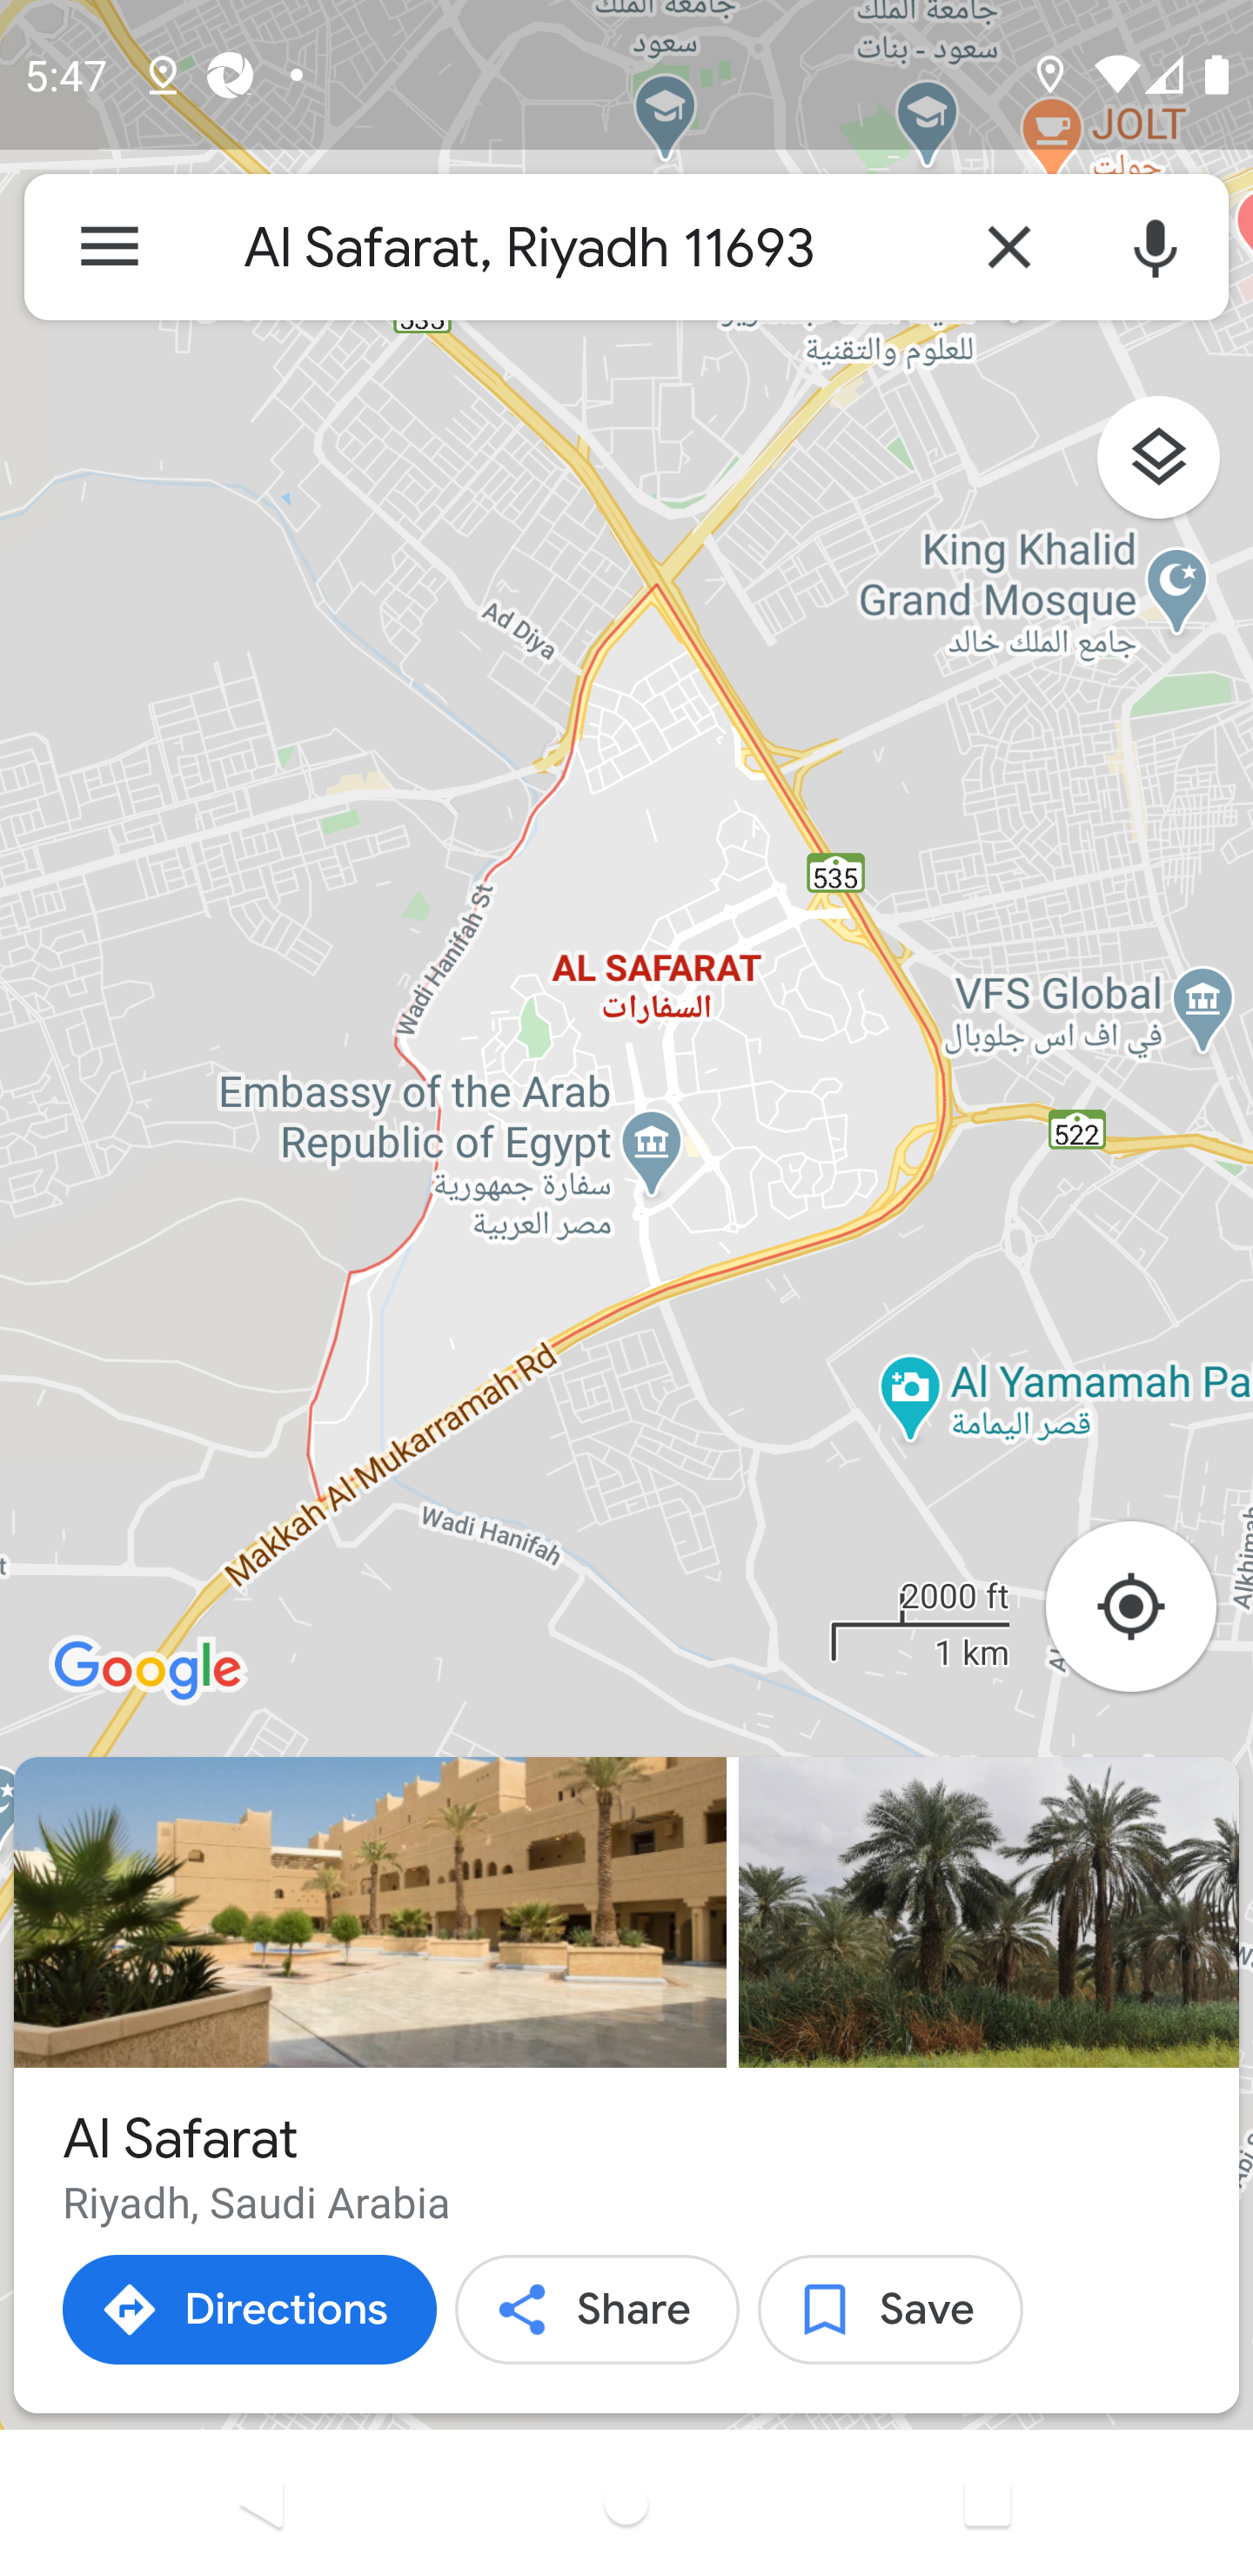 جامعة الملك
سعود
جامعة الملك
سعود - بنات
5:47
JOLT
جولت
Al Safarat, Riyadh 11693
535
للعلوم والتقنية
King Khalid
Grand Mosque
جامع الملك خالد
Ad Diya
535
Wadi Hanifah St
AL SAFARAT
السفارات
VFS Global
في اف اس جلوبال
Embassy of the Arab
Republic of Egypt
سفارة جمهورية
مصر العربية
522
Al Yamamah Pa
قصر اليمامة
Makkah Al Mukarramah Rd
Wadi Hanifah
Alkhimah
2000 ft
1 km
Google
Al Safarat
Riyadh, Saudi Arabia
Directions
Share
Save